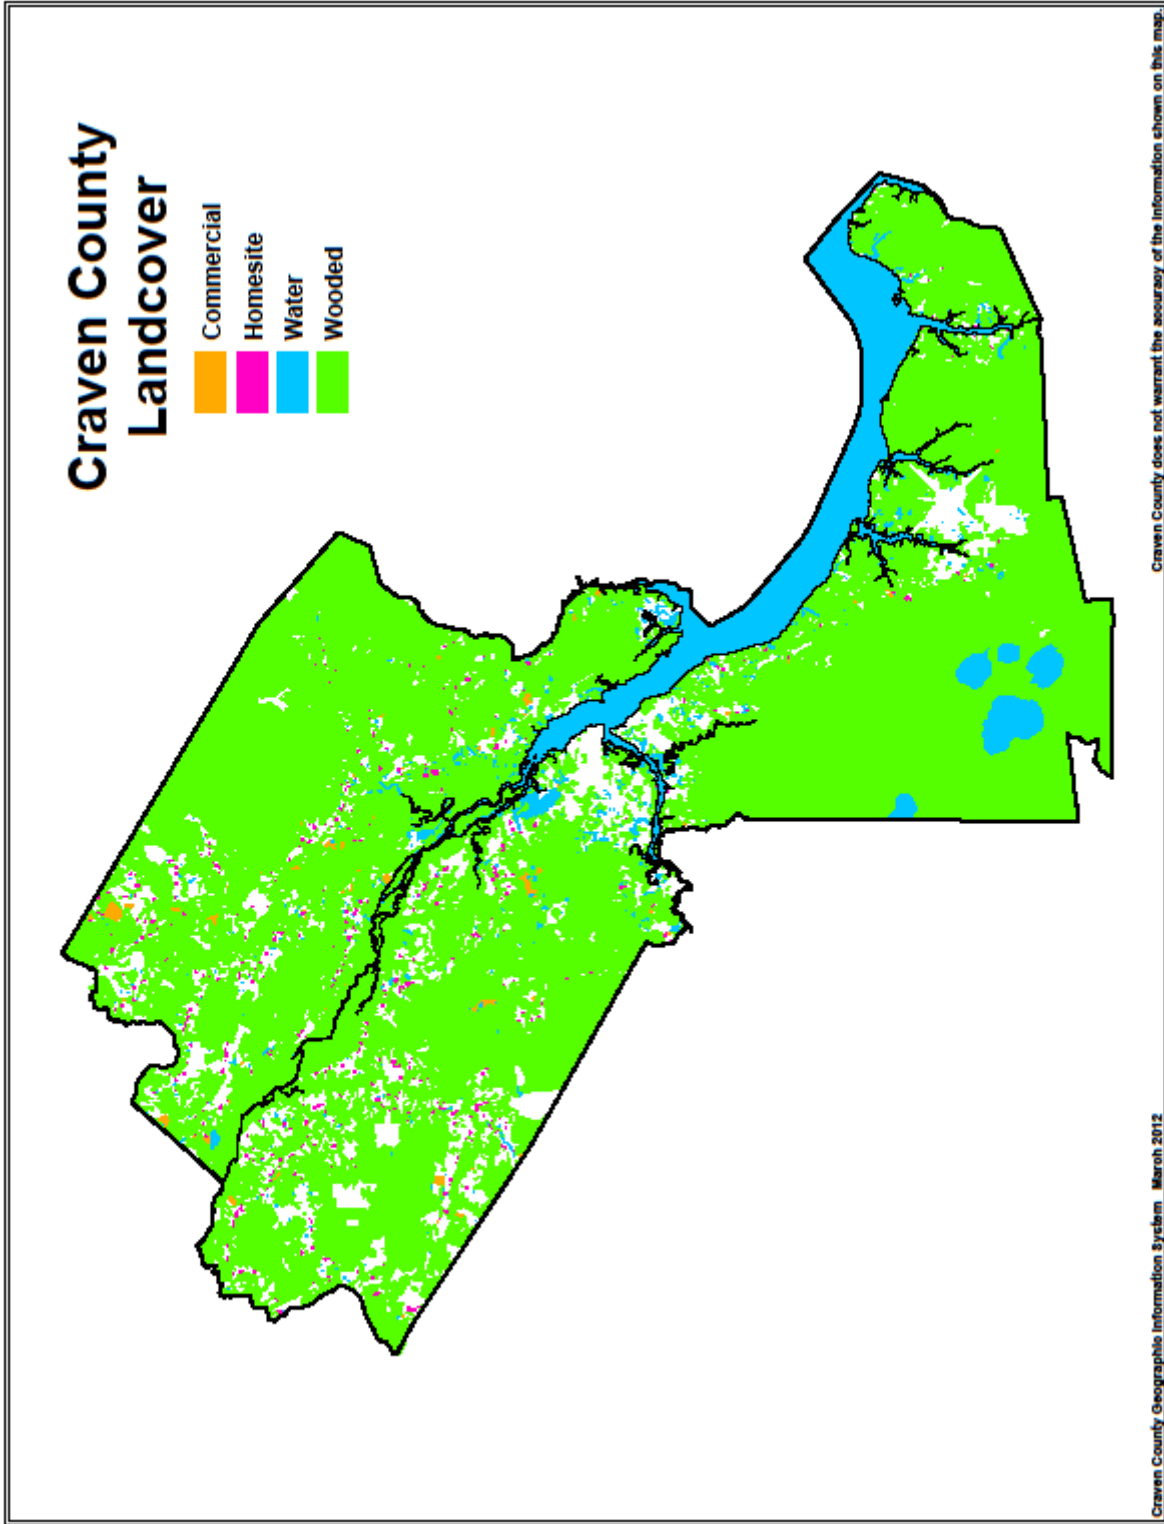 Craven County
Landcover
Commercial
Homesite
Water
Wooded
Craven County Geographic Information System March 2012
Craven County does not warrant the accuracy of the information shown on this map.